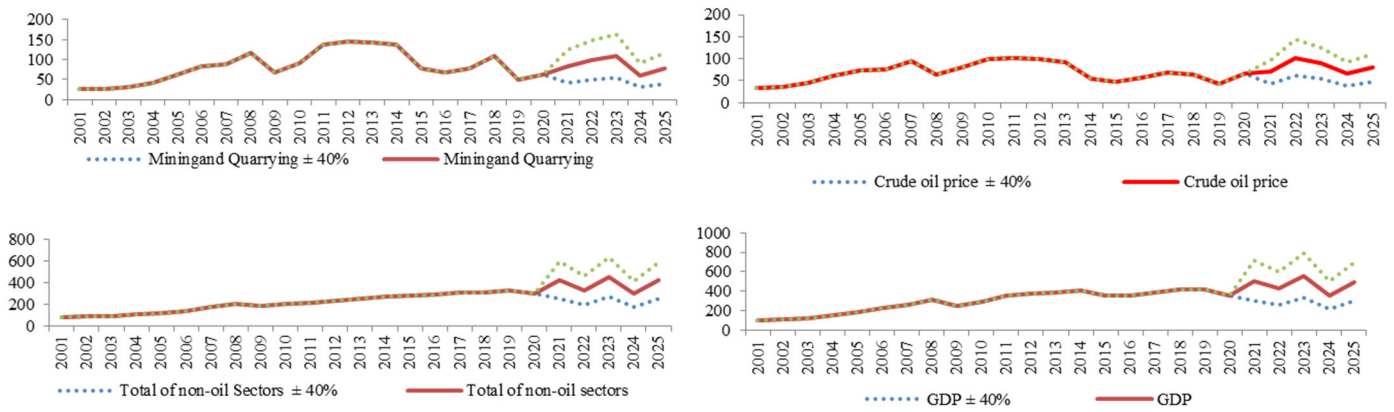 200
150
100
50
0
2001 2002 2003 2004 2005 2006 2007 2008 2009 2010 2011 2012 2013 2014 2015 2016 2017 2018 2019 2020 2021 2022 2023 2024 2025
Miningand Quarrying ± 40% Miningand Quarrying
200
150
100
50
0
2001 2002 2003 2004 2005 2006 2007 2008 2009 2010 2011 2012 2013 2014 2015 2016 2017 2018 2019 2020 2021 2022 2023 2024 2025
Crude oil price ± 40% Crude oil price
800
600
400
200
0
2001 2002 2003 2004 2005 2006 2007 2008 2009 2010 2011 2012 2013 2014 2015 2016 2017 2018 2019 2020 2021 2022 2023 2024 2025
Total of non-oil Sectors ± 40% Total of non-oil sectors
1000
800
600
400
200
0
2001 2002 2003 2004 2005 2006 2007 2008 2009 2010 2011 2012 2013 2014 2015 2016 2017 2018 2019 2020 2021 2022 2023 2024 2025
GDP ± 40% GDP